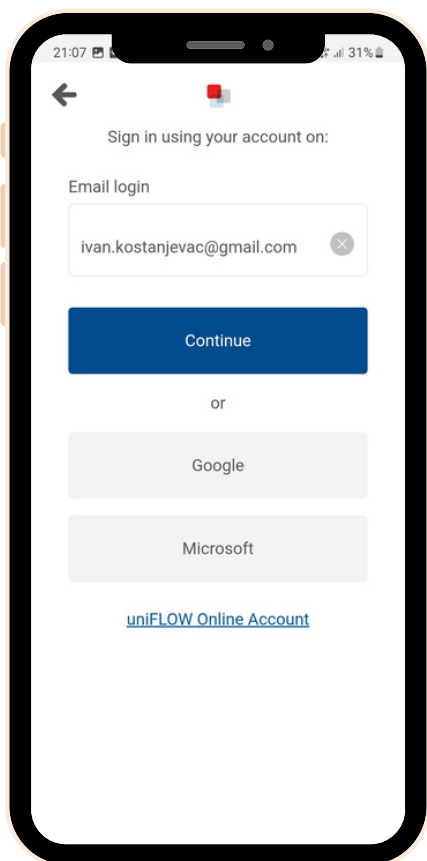 21:07 31%
Sign in using your account on:
Email login
ivan.kostanjevac@gmail.com
Continue
or
Google
Microsoft
uniFLOW Online Account